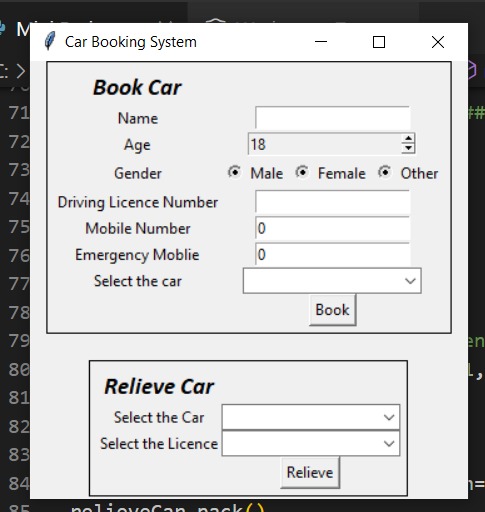 Car Booking System
C:
71 ##
72
73
74
75
76
77
78
79 en
80 l,
81
82
83
84 n=
85 relieveCan.pack()
Book Car
Name
Age 18
Gender Male Female Other
Driving Licence Number
Mobile Number 0
Emergency Moblie 0
Select the car
Book
Relieve Car
Select the Car
Select the Licence
Relieve